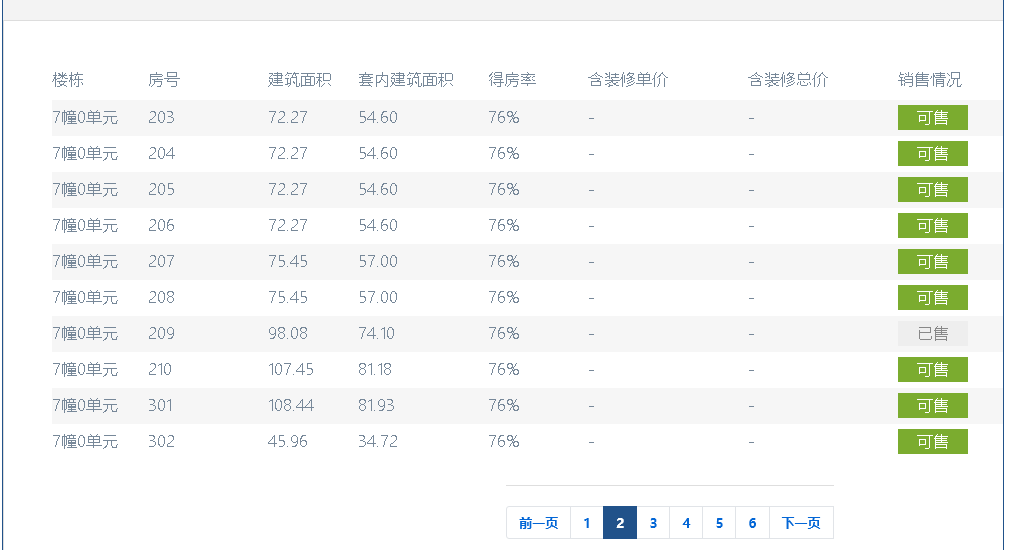 楼栋 房号 建筑面积 套内建筑面积 得房率 含装修单价 含装修总价 销售情况
7幢0单元 203 72.27 54.60 76% - - 可售
7幢0单元 204 72.27 54.60 76% - - 可售
7幢0单元 205 72.27 54.60 76% - - 可售
7幢0单元 206 72.27 54.60 76% - - 可售
7幢0单元 207 75.45 57.00 76% - - 可售
7幢0单元 208 75.45 57.00 76% - - 可售
7幢0单元 209 98.08 74.10 76% - - 已售
7幢0单元 210 107.45 81.18 76% - - 可售
7幢0单元 301 108.44 81.93 76% - - 可售
7幢0单元 302 45.96 34.72 76% - - 可售
前一页 1 2 3 4 5 6 下一页